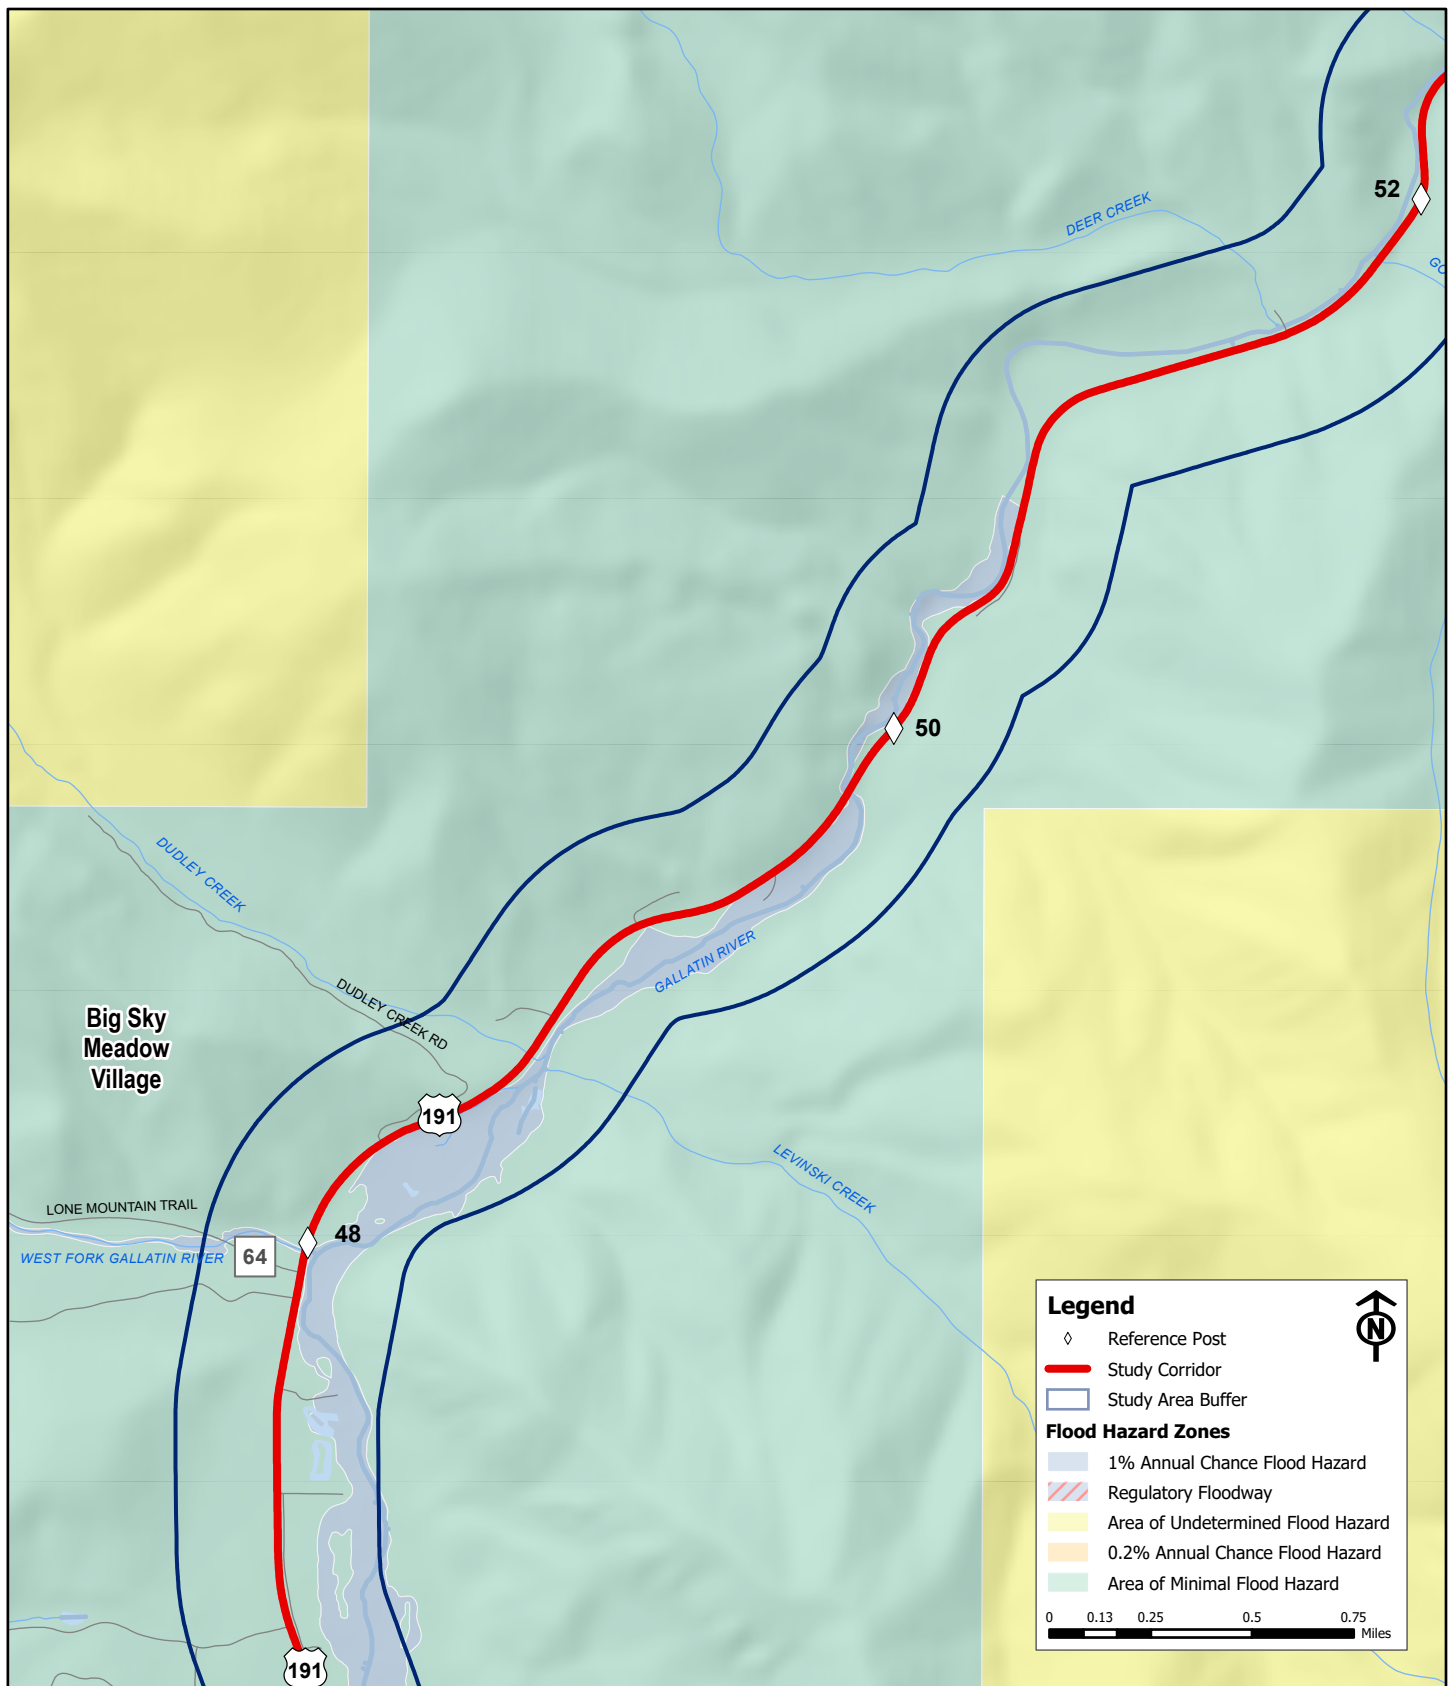 52
DEER CREEK
50
DUDLEY CREEK
GALLATIN RIVER
DUDLEY CREEK RD
Big Sky
Meadow
Village
191
LEVINSKI CREEK
LONE MOUNTAIN TRAIL
48
WEST FORK GALLATIN RIVER
64
191
Legend
N
Reference Post
Study Corridor
Study Area Buffer
Flood Hazard Zones
1% Annual Chance Flood Hazard
Regulatory Floodway
Area of Undetermined Flood Hazard
0.2% Annual Chance Flood Hazard
Area of Minimal Flood Hazard
0 0.13 0.25 0.5 0.75
Miles